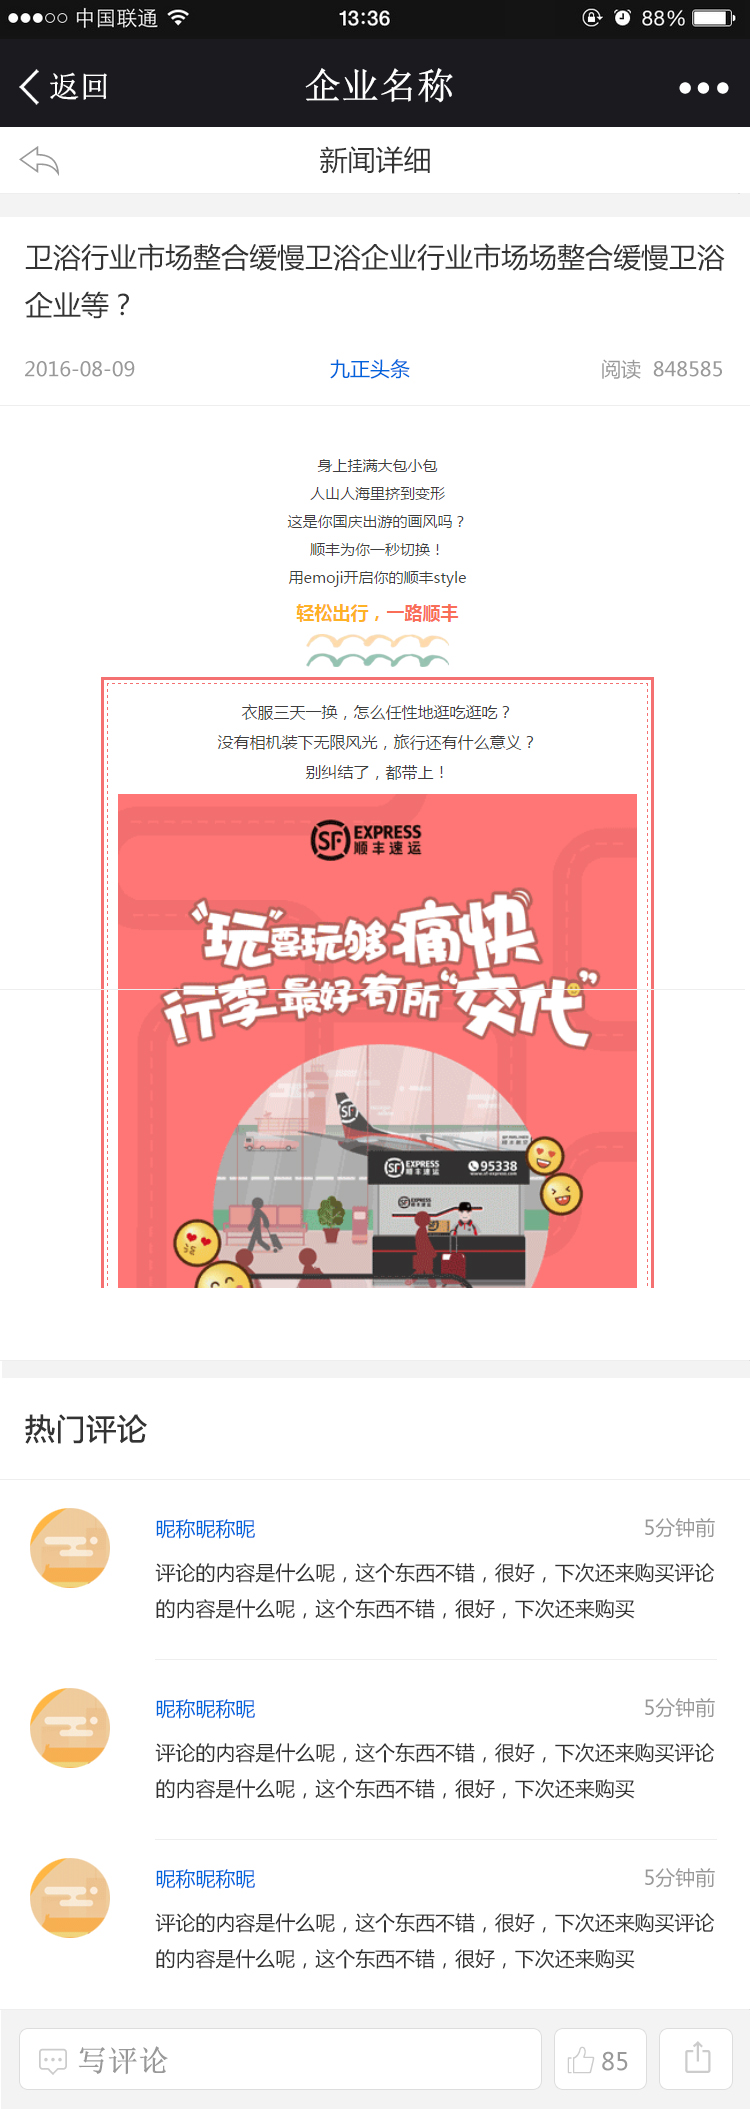 中国联通
13:36
88%
返回
企业名称
新闻详细
卫浴行业市场整合缓慢卫浴企业行业市场场整合缓慢卫浴
企业等？
2016-08-09
九正头条
阅读 848585
身上挂满大包小包
人山人海里挤到变形
这是你国庆出游的画风吗？
顺丰为你一秒切换！
用emoji开启你的顺丰style
轻松出行，一路顺丰
衣服三天一换，怎么任性地逛吃逛吃？
没有相机装下无限风光，旅行还有什么意义？
别纠结了，都带上！
SF EXPRESS
顺丰速运
“玩”要玩够痛快
行李最好有所“交代”
SF
SF EXPRESS
顺丰速运
95338
www.sf-express.com
SF EXPRESS
顺丰速运
热门评论
昵称昵称昵
5分钟前
评论的内容是什么呢，这个东西不错，很好，下次还来购买评论
的内容是什么呢，这个东西不错，很好，下次还来购买
昵称昵称昵
5分钟前
评论的内容是什么呢，这个东西不错，很好，下次还来购买评论
的内容是什么呢，这个东西不错，很好，下次还来购买
昵称昵称昵
5分钟前
评论的内容是什么呢，这个东西不错，很好，下次还来购买评论
的内容是什么呢，这个东西不错，很好，下次还来购买
写评论
85